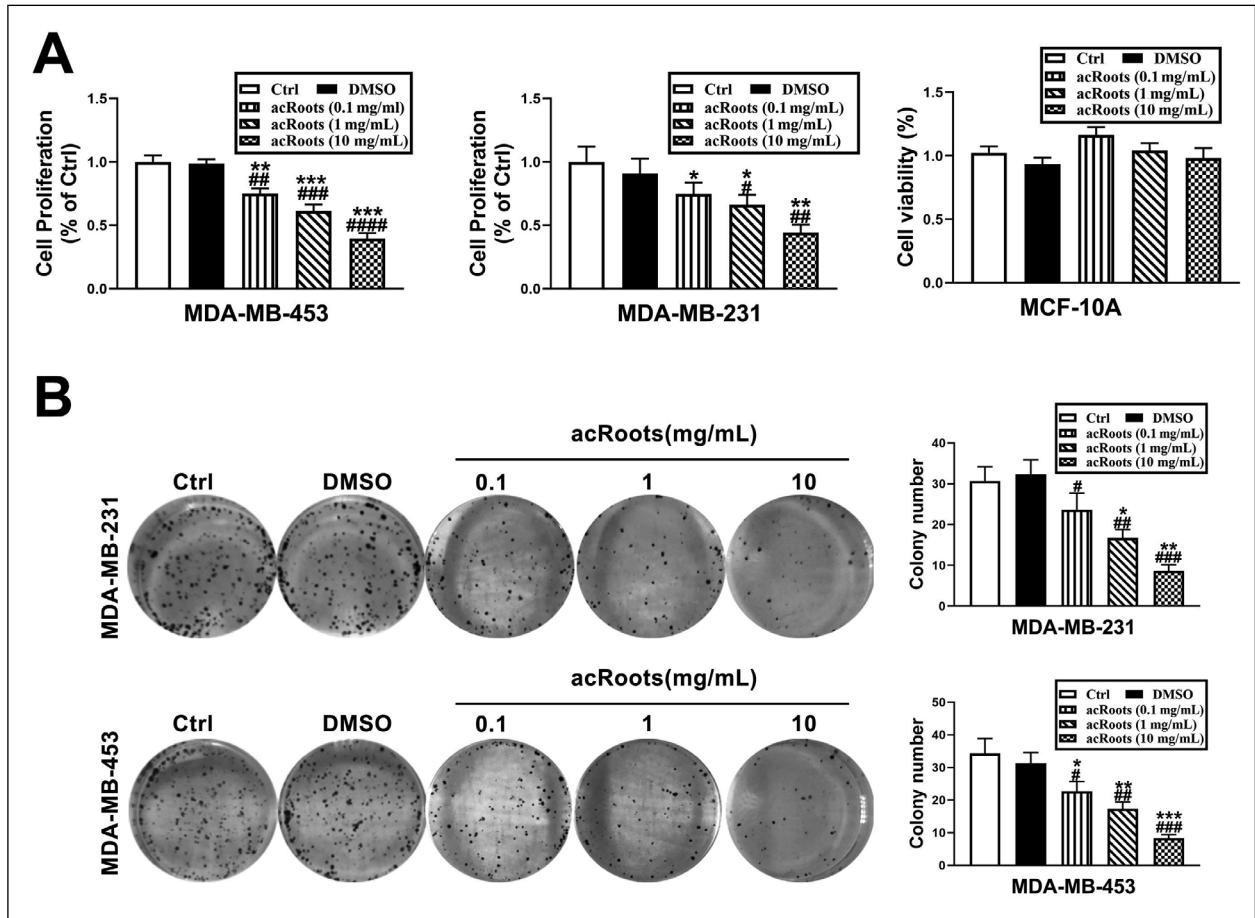 A
Ctrl DMSO
acRoots (0.1 mg/ml)
acRoots (1 mg/mL)
acRoots (10 mg/mL)
Cell Proliferation
(% of Ctrl)
1.5
1.0
0.5
0.0
**
##
***
###
***
####
MDA-MB-453
Ctrl DMSO
acRoots (0.1 mg/mL)
acRoots (1 mg/mL)
acRoots (10 mg/mL)
Cell Proliferation
(% of Ctrl)
1.5
1.0
0.5
0.0
*
*
#
**
##
MDA-MB-231
Ctrl DMSO
acRoots (0.1 mg/mL)
acRoots (1 mg/mL)
acRoots (10 mg/mL)
Cell viability (%)
1.5
1.0
0.5
0.0
MCF-10A
B
acRoots(mg/mL)
Ctrl DMSO 0.1 1 10
MDA-MB-231
Ctrl DMSO
acRoots (0.1 mg/mL)
acRoots (1 mg/mL)
acRoots (10 mg/mL)
Colony number
40
30
20
10
0
#
*
##
**
###
MDA-MB-231
acRoots(mg/mL)
Ctrl DMSO 0.1 1 10
MDA-MB-453
Ctrl DMSO
acRoots (0.1 mg/mL)
acRoots (1 mg/mL)
acRoots (10 mg/mL)
Colony number
50
40
30
20
10
0
*
#
**
##
***
###
MDA-MB-453